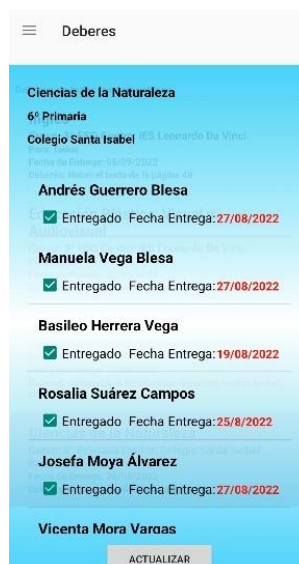 Deberes
Ciencias de la Naturaleza
6º Primaria
Colegio Santa Isabel
Andrés Guerrero Blesa
Entregado Fecha Entrega:27/08/2022
Manuela Vega Blesa
Entregado Fecha Entrega:27/08/2022
Basileo Herrera Vega
Entregado Fecha Entrega:19/08/2022
Rosalia Suárez Campos
Entregado Fecha Entrega:25/8/2022
Josefa Moya Álvarez
Entregado Fecha Entrega:27/08/2022
Vicenta Mora Vargas
ACTUALIZAR